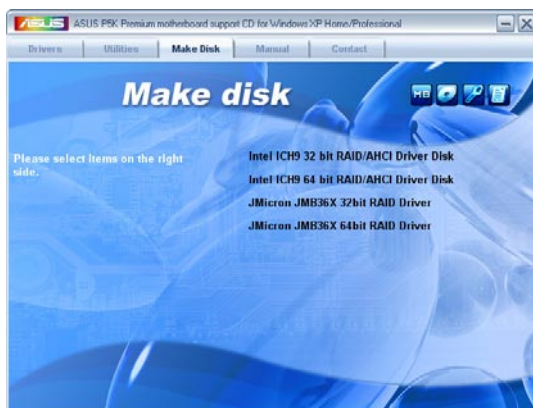 ASUS ASUS P5K Premium motherboard support CD for Windows XP Home/Professional
Drivers Utilities Make Disk Manual Contact
Make disk
MB
Please select items on the right
side.
Intel ICH9 32 bit RAID/AHCI Driver Disk
Intel ICH9 64 bit RAID/AHCI Driver Disk
JMicron JMB36X 32bit RAID Driver
JMicron JMB36X 64bit RAID Driver